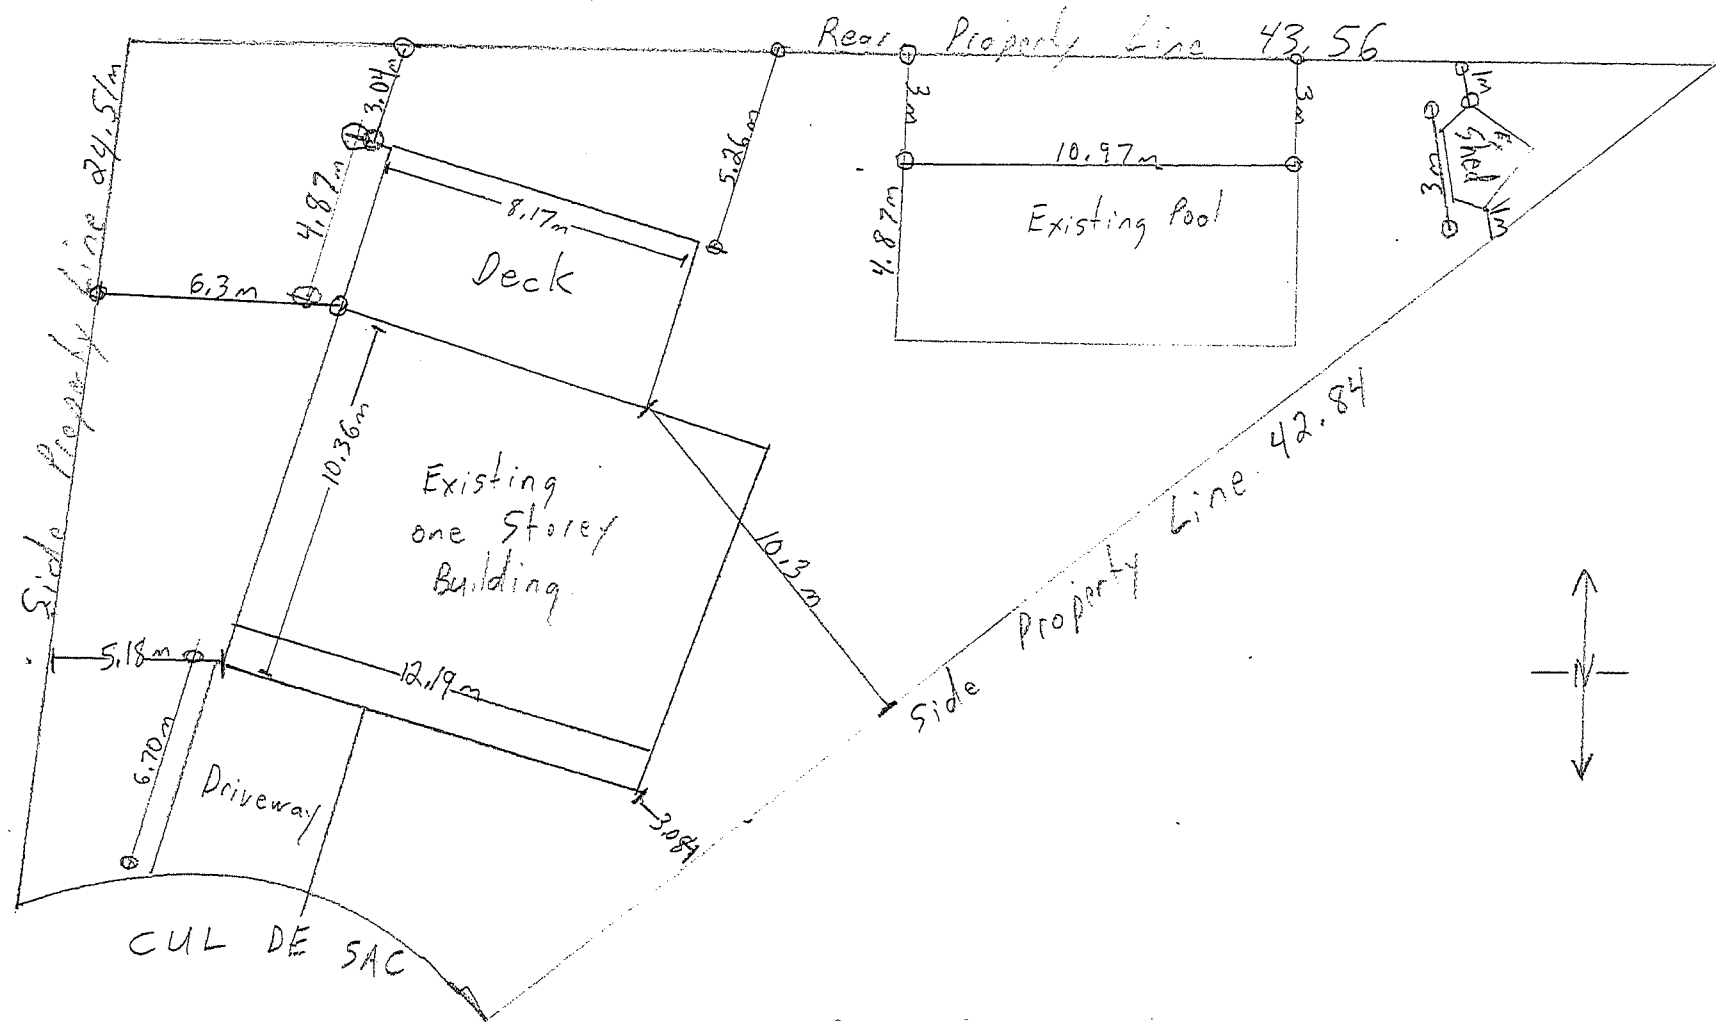 Rear Property Line 43.56
Side Property Line 24.51m
3.04m
4.87m
8.17m
Deck
5.26m
3m
3m
10.97m
4.87m
Existing Pool
1m
Ex
Shed
3m
1m
6.3m
10.36m
Existing
one Storey
Building
10.3m
Side Property Line 42.84
5.18m
12.19m
6.70m
Driveway
CUL DE SAC
N